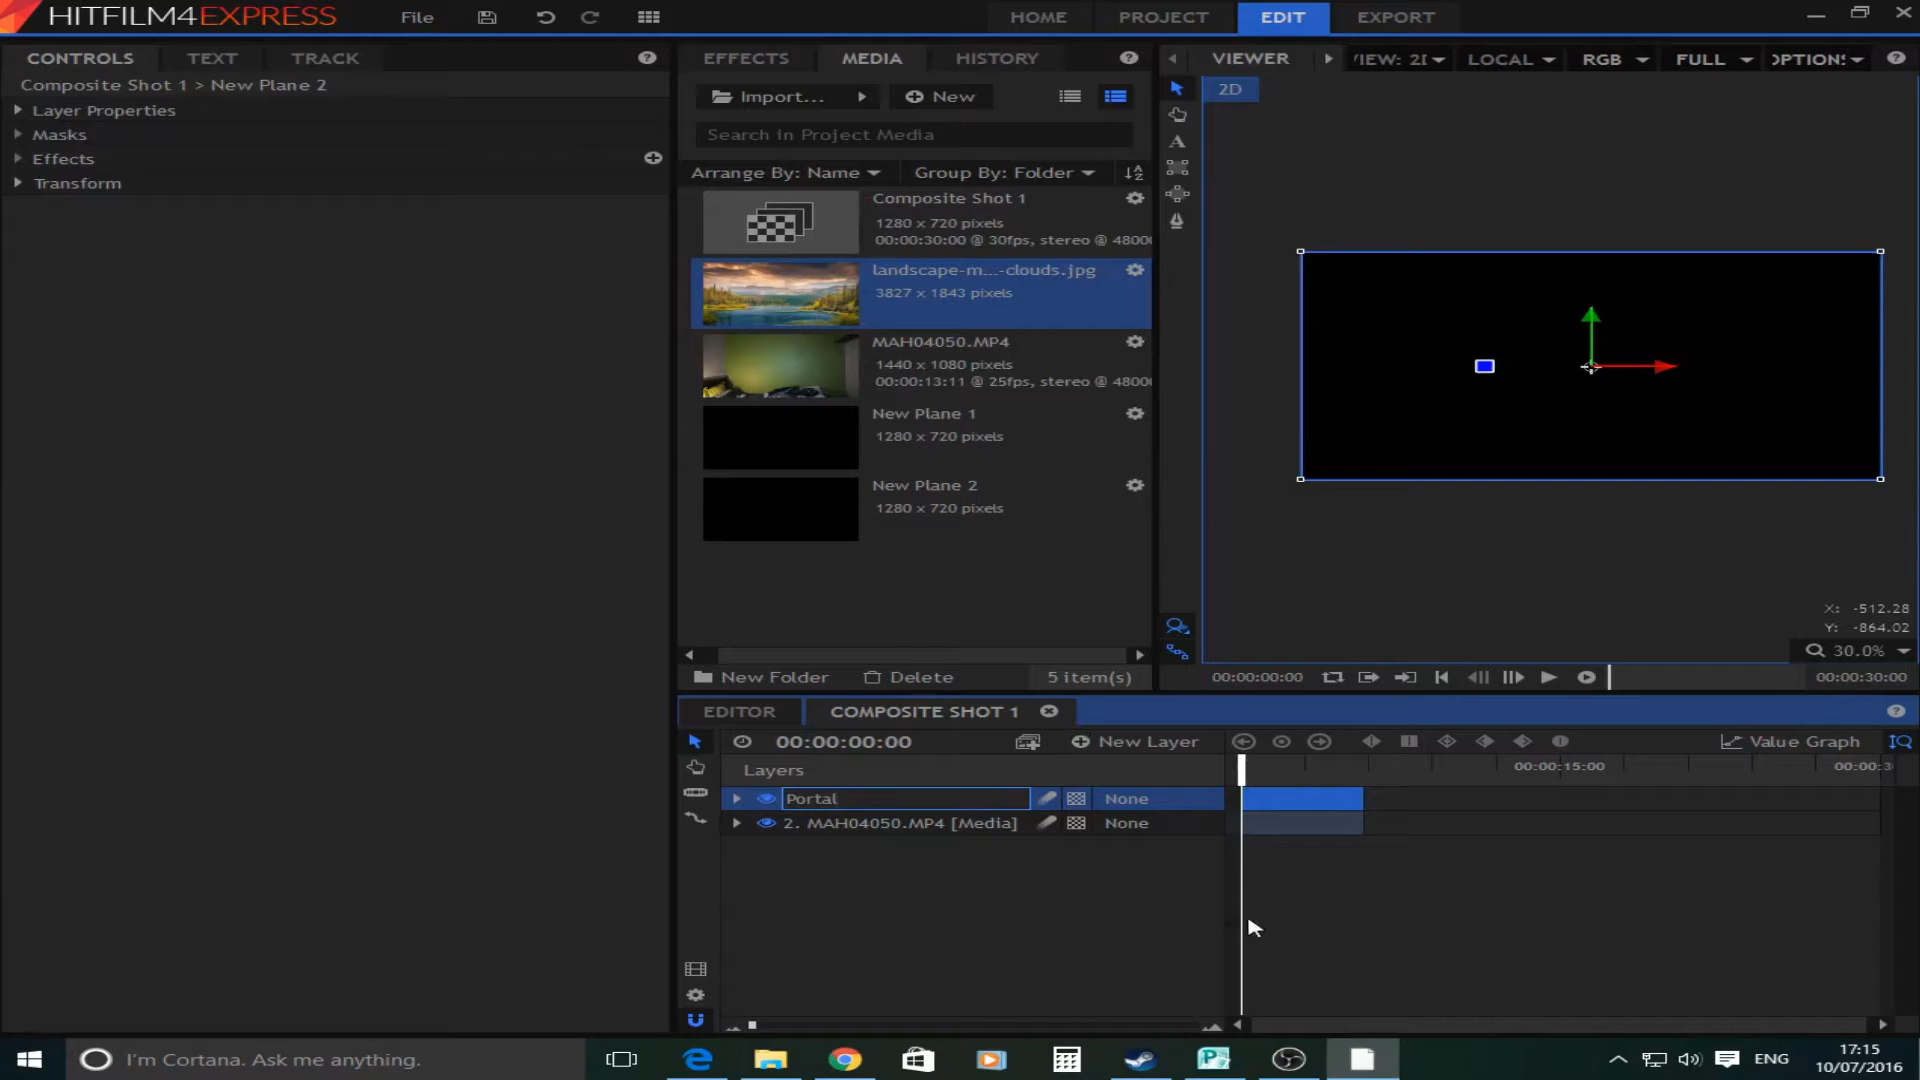 HITFILM4EXPRESS
File
HOME
PROJECT
EDIT
EXPORT
CONTROLS
TEXT
TRACK
Composite Shot 1 > New Plane 2
Layer Properties
Masks
Effects
Transform
EFFECTS
MEDIA
HISTORY
Import...
New
Search in Project Media
Arrange By: Name
Group By: Folder
Composite Shot 1
1280 x 720 pixels
00:00:30:00 @ 30fps, stereo @ 4800
landscape-m...-clouds.jpg
3827 x 1843 pixels
MAH04050.MP4
1440 x 1080 pixels
00:00:13:11 @ 25fps, stereo @ 4800
New Plane 1
1280 x 720 pixels
New Plane 2
1280 x 720 pixels
New Folder
Delete
5 item(s)
VIEWER
IEW: 2
LOCAL
RGB
FULL
OPTION
2D
X: -512.28
Y: -864.02
30.0%
00:00:00:00
00:00:30:00
EDITOR
COMPOSITE SHOT 1
00:00:00:00
New Layer
Value Graph
Layers
00:00:15:00
00:00:3
Portal
None
2. MAH04050.MP4 [Media]
None
I'm Cortana. Ask me anything.
ENG
17:15
10/07/2016